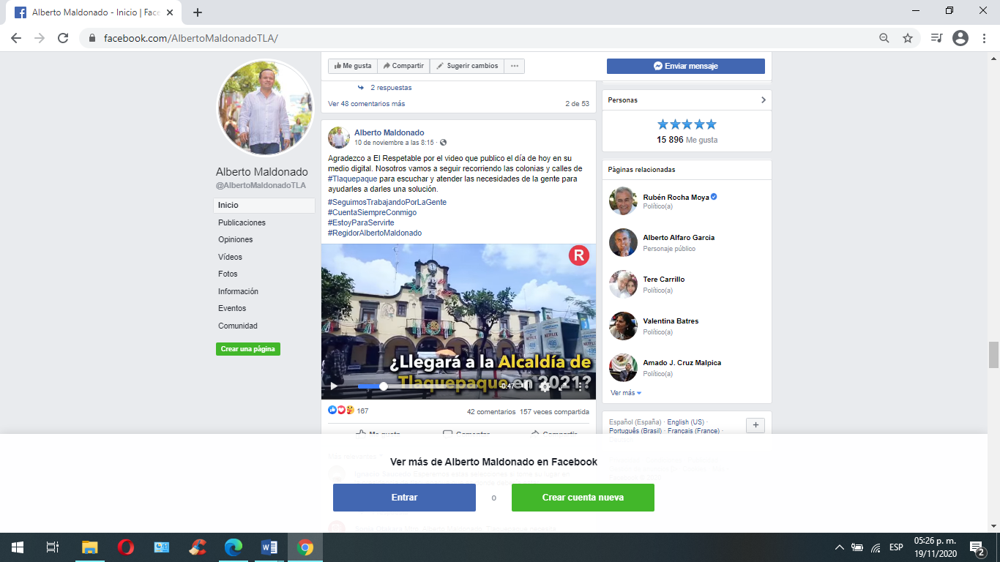 Alberto Maldonado - Inicio | Face
facebook.com/AlbertoMaldonadoTLA/
Me gusta
Compartir
Sugerir cambios
Enviar mensaje
2 respuestas
Ver 48 comentarios más
2 de 53
Alberto Maldonado
@AlbertoMaldonadoTLA
Inicio
Publicaciones
Opiniones
Vídeos
Fotos
Información
Eventos
Comunidad
Crear una página
Alberto Maldonado
10 de noviembre a las 8:15 ·
Agradezco a El Respetable por el video que publico el día de hoy en su
medio digital. Nosotros vamos a seguir recorriendo las colonias y calles de
#Tlaquepaque para escuchar y atender las necesidades de la gente para
ayudarles a darles una solución.
#SeguimosTrabajandoPorLaGente
#CuentaSiempreConmigo
#EstoyParaServirte
#RegidorAlbertoMaldonado
R
NETFLIX
$499
NETFLIX
$499
¿Llegará a la Alcaldía de
Tlaquepaque en 2021?
-0:47
167
42 comentarios 157 veces compartida
Me gusta
Comentar
Compartir
Personas
15 896 Me gusta
Páginas relacionadas
Rubén Rocha Moya
Político(a)
Alberto Alfaro Garcia
Personaje público
Tere Carrillo
Político(a)
Valentina Batres
Político(a)
Amado J. Cruz Malpica
Político(a)
Ver más
Español (España) · English (US) ·
Português (Brasil) · Français (France) ·
Ver más de Alberto Maldonado en Facebook
Entrar
o
Crear cuenta nueva
ESP
05:26 p. m.
19/11/2020
2